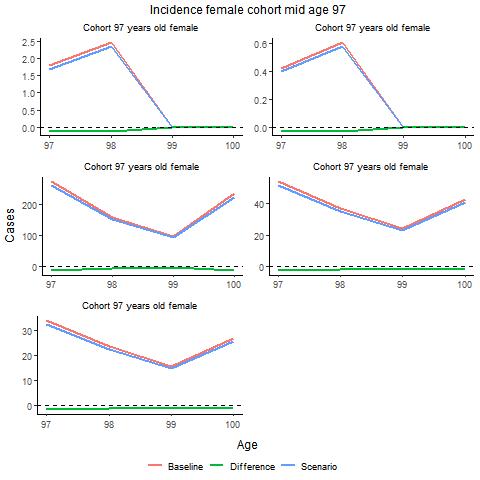 Incidence female cohort mid age 97
Cohort 97 years old female
2.5
2.0
1.5
1.0
0.5
0.0
97 98 99 100
Cohort 97 years old female
0.6
0.4
0.2
0.0
97 98 99 100
Cases
Cohort 97 years old female
200
100
0
97 98 99 100
Cohort 97 years old female
40
20
0
97 98 99 100
Cohort 97 years old female
30
20
10
0
97 98 99 100
Age
Baseline Difference Scenario